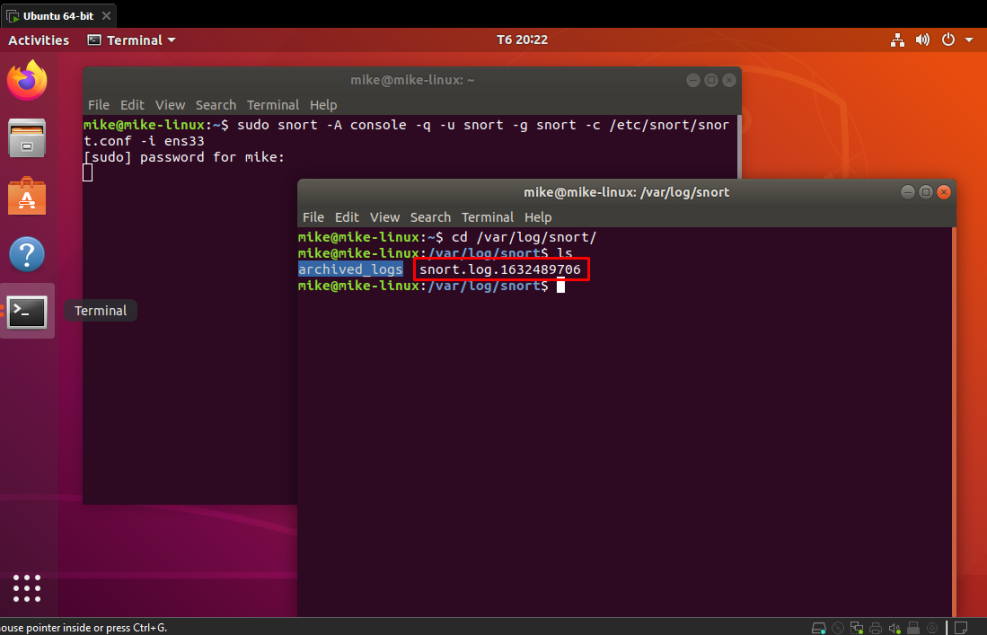 Ubuntu 64-bit
Activities Terminal T6 20:22
mike@mike-linux: ~
File Edit View Search Terminal Help
mike@mike-linux:~$ sudo snort -A console -q -u snort -g snort -c /etc/snort/snor
t.conf -i ens33
[sudo] password for mike:
mike@mike-linux: /var/log/snort
File Edit View Search Terminal Help
mike@mike-linux:~$ cd /var/log/snort/
mike@mike-linux:/var/log/snort$ ls
archived_logs snort.log.1632489706
mike@mike-linux:/var/log/snort$
Terminal
ouse pointer inside or press Ctrl+G.